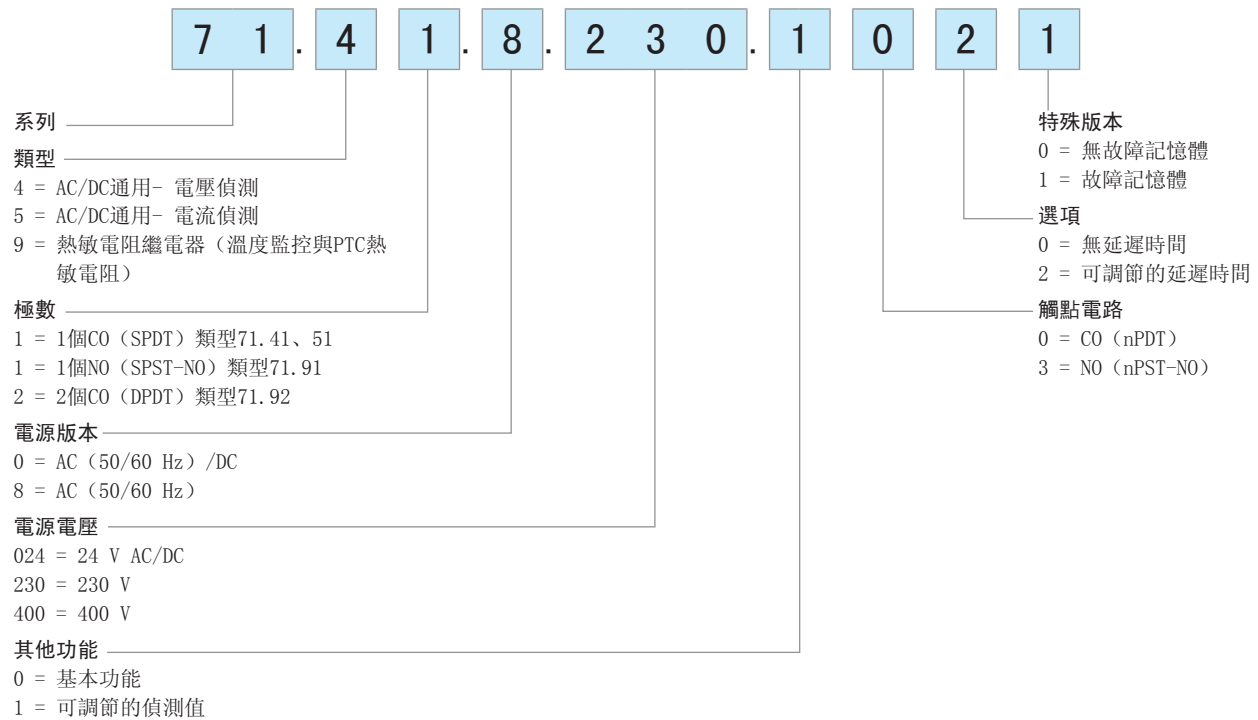 7 1 . 4 1 . 8 . 2 3 0 . 1 0 2 1
系列
類型
4 = AC/DC通用- 電壓偵測
5 = AC/DC通用- 電流偵測
9 = 熱敏電阻繼電器（溫度監控與PTC熱
敏電阻）
極數
1 = 1個CO（SPDT）類型71.41、51
1 = 1個NO（SPST-NO）類型71.91
2 = 2個CO（DPDT）類型71.92
電源版本
0 = AC（50/60 Hz）/DC
8 = AC（50/60 Hz）
電源電壓
024 = 24 V AC/DC
230 = 230 V
400 = 400 V
其他功能
0 = 基本功能
1 = 可調節的偵測值
特殊版本
0 = 無故障記憶體
1 = 故障記憶體
選項
0 = 無延遲時間
2 = 可調節的延遲時間
觸點電路
0 = CO（nPDT）
3 = NO（nPST-NO）